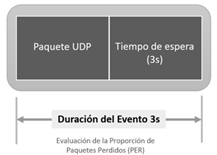 Paquete UDP
Tiempo de espera
(3s)
Duración del Evento 3s
Evaluación de la Proporción de
Paquetes Perdidos (PER)